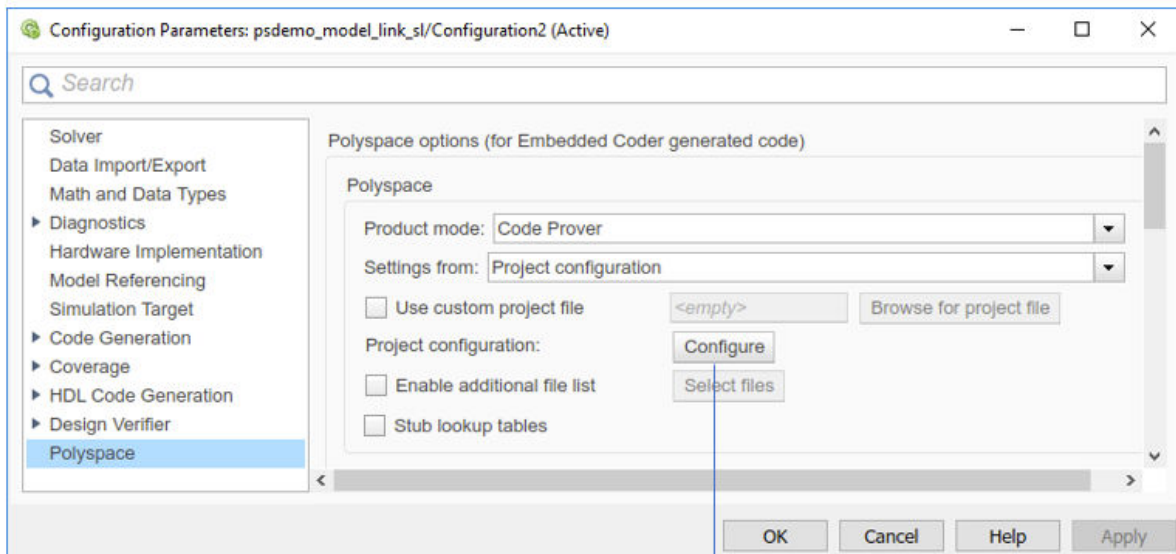 Configuration Parameters: psdemo_model_link_sl/Configuration2 (Active)
Search
Solver
Data Import/Export
Math and Data Types
Diagnostics
Hardware Implementation
Model Referencing
Simulation Target
Code Generation
Coverage
HDL Code Generation
Design Verifier
Polyspace
Polyspace options (for Embedded Coder generated code)
Polyspace
Product mode: Code Prover
Settings from: Project configuration
Use custom project file <empty> Browse for project file
Project configuration: Configure
Enable additional file list Select files
Stub lookup tables
OK Cancel Help Apply